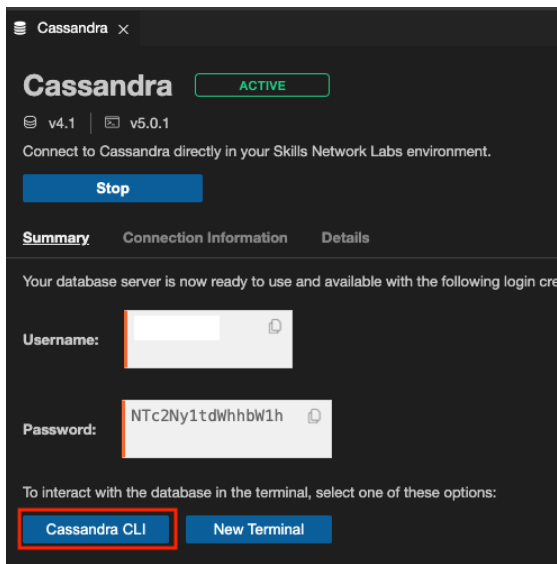 Cassandra
Cassandra ACTIVE
v4.1 v5.0.1
Connect to Cassandra directly in your Skills Network Labs environment.
Stop
Summary Connection Information Details
Your database server is now ready to use and available with the following login cre
Username:
Password: NTc2Ny1tdWhhbW1h
To interact with the database in the terminal, select one of these options:
Cassandra CLI New Terminal